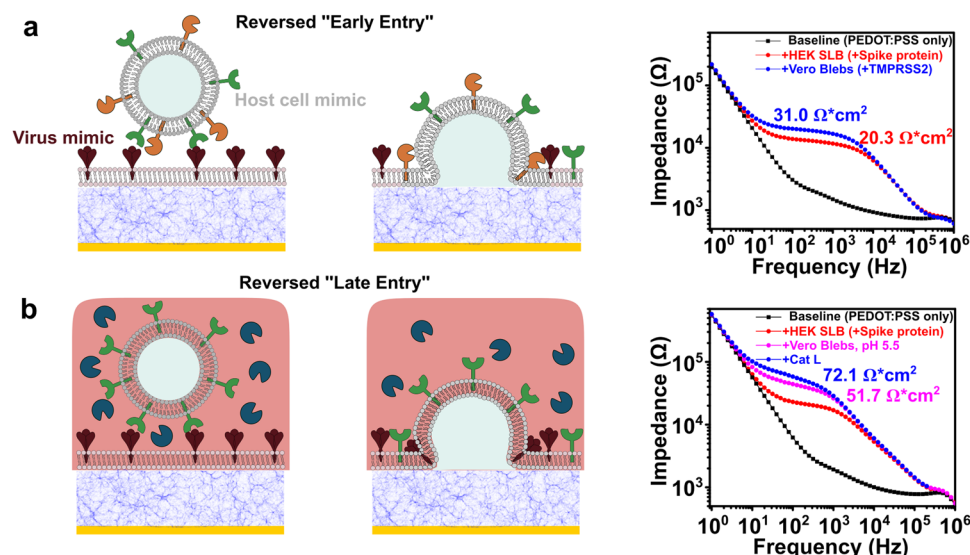 a
Reversed "Early Entry"
Host cell mimic
Virus mimic
Baseline (PEDOT:PSS only)
+HEK SLB (+Spike protein)
+Vero Blebs (+TMPRSS2)
31.0 Ω*cm²
20.3 Ω*cm²
Impedance (Ω)
10⁵
10⁴
10³
10⁰ 10¹ 10² 10³ 10⁴ 10⁵ 10⁶
Frequency (Hz)
b
Reversed "Late Entry"
Baseline (PEDOT:PSS only)
+HEK SLB (+Spike protein)
+Vero Blebs, pH 5.5
+Cat L
72.1 Ω*cm²
51.7 Ω*cm²
Impedance (Ω)
10⁵
10⁴
10³
10⁰ 10¹ 10² 10³ 10⁴ 10⁵ 10⁶
Frequency (Hz)